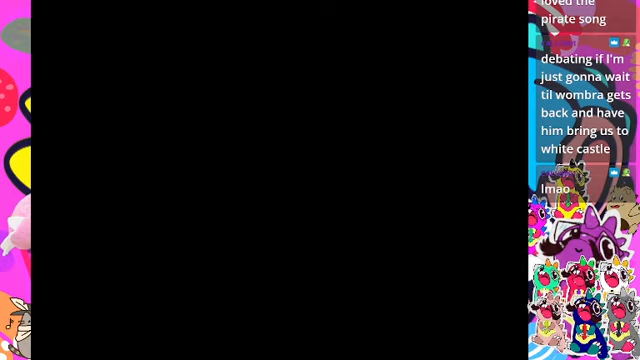 loved the
pirate song
debating if I'm
just gonna wait
til wombra gets
back and have
him bring us to
white castle
lmao